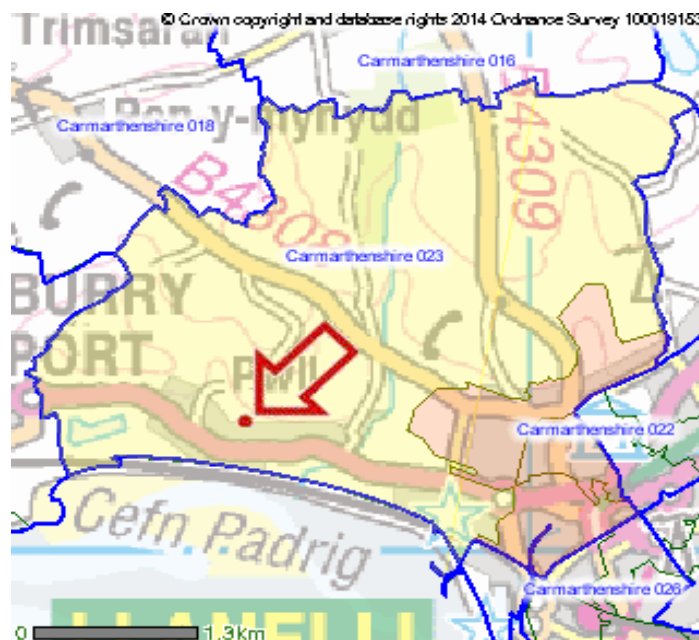 © Crown copyright and database rights 2014 Ordnance Survey 100019153
Trimsaran
Carmarthenshire 016
Pen-y-mynydd
Carmarthenshire 018
B4309
B4308
Carmarthenshire 023
BURRY
PORT
Pwll
Carmarthenshire 022
Cefn Padrig
Carmarthenshire 026
LLANELLI
0 1.3km